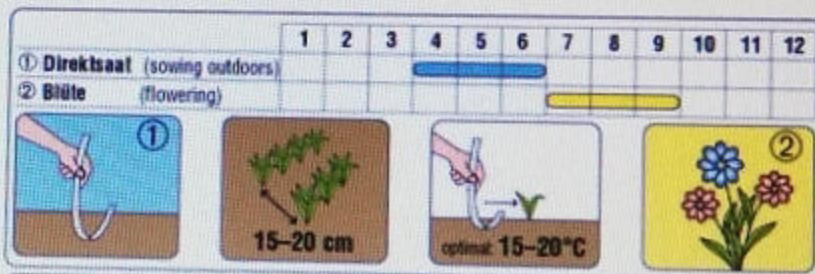 1 2 3 4 5 6 7 8 9 10 11 12
① Direktsaat (sowing outdoors)
② Blüte (flowering)
①
②
15–20 cm
optimal: 15–20°C